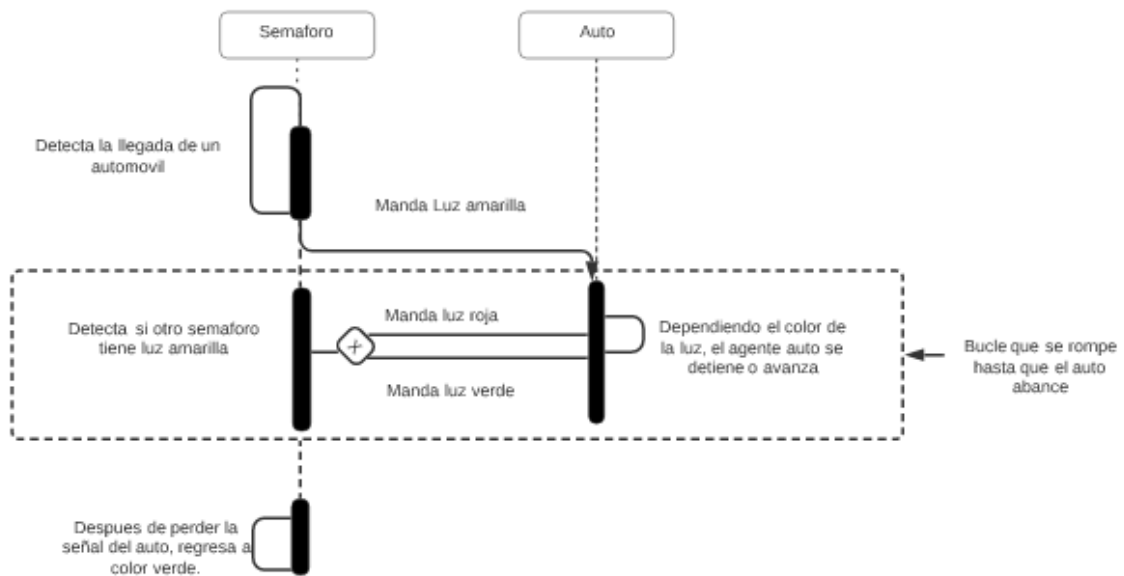 Semaforo
Auto
Detecta la llegada de un
automovil
Manda Luz amarilla
Detecta si otro semaforo
tiene luz amarilla
Manda luz roja
Manda luz verde
Dependiendo el color de
la luz, el agente auto se
detiene o avanza
Bucle que se rompe
hasta que el auto
abance
Despues de perder la
señal del auto, regresa a
color verde.